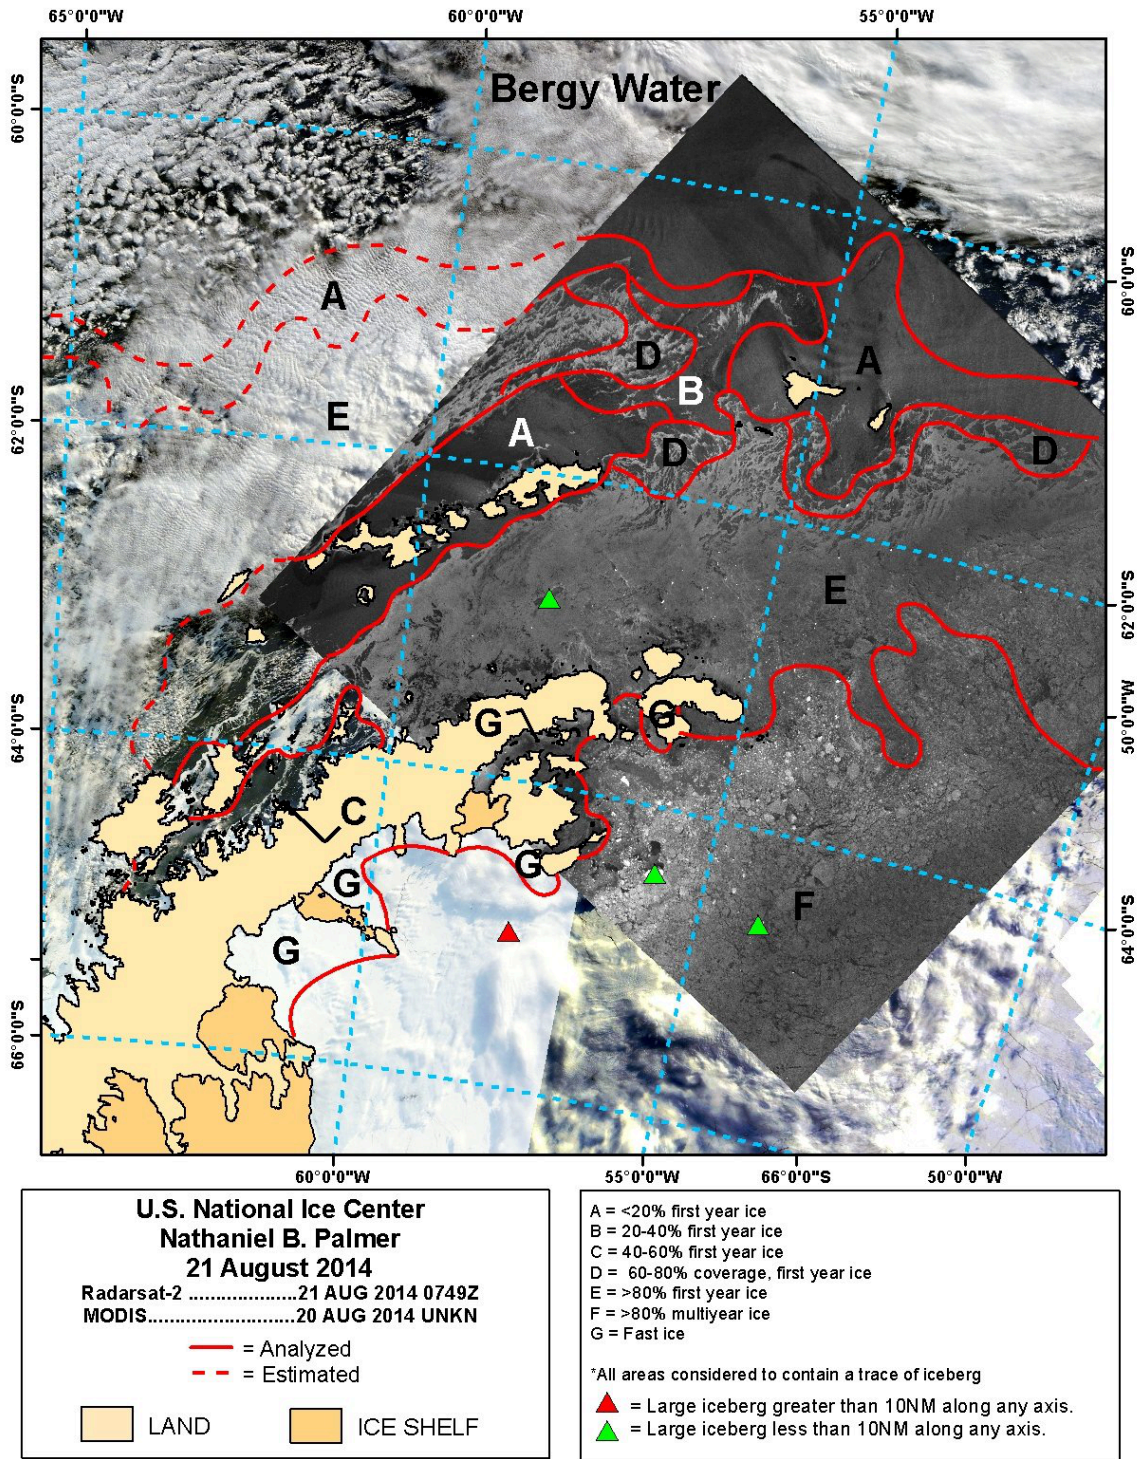 65°0'0"W
60°0'0"W
55°0'0"W
Bergy Water
60°0'0"S
60°0'0"S
A
D
A
B
E
A
D
D
62°0'0"S
E
62°0'0"S
G
G
50°0'0"W
64°0'0"S
C
G
G
F
G
64°0'0"S
66°0'0"S
60°0'0"W
55°0'0"W
66°0'0"S
50°0'0"W
U.S. National Ice Center
Nathaniel B. Palmer
21 August 2014
Radarsat-2 ..................21 AUG 2014 0749Z
MODIS........................20 AUG 2014 UNKN
= Analyzed
= Estimated
LAND
ICE SHELF
A = <20% first year ice
B = 20-40% first year ice
C = 40-60% first year ice
D = 60-80% coverage, first year ice
E = >80% first year ice
F = >80% multiyear ice
G = Fast ice
*All areas considered to contain a trace of iceberg
= Large iceberg greater than 10NM along any axis.
= Large iceberg less than 10NM along any axis.